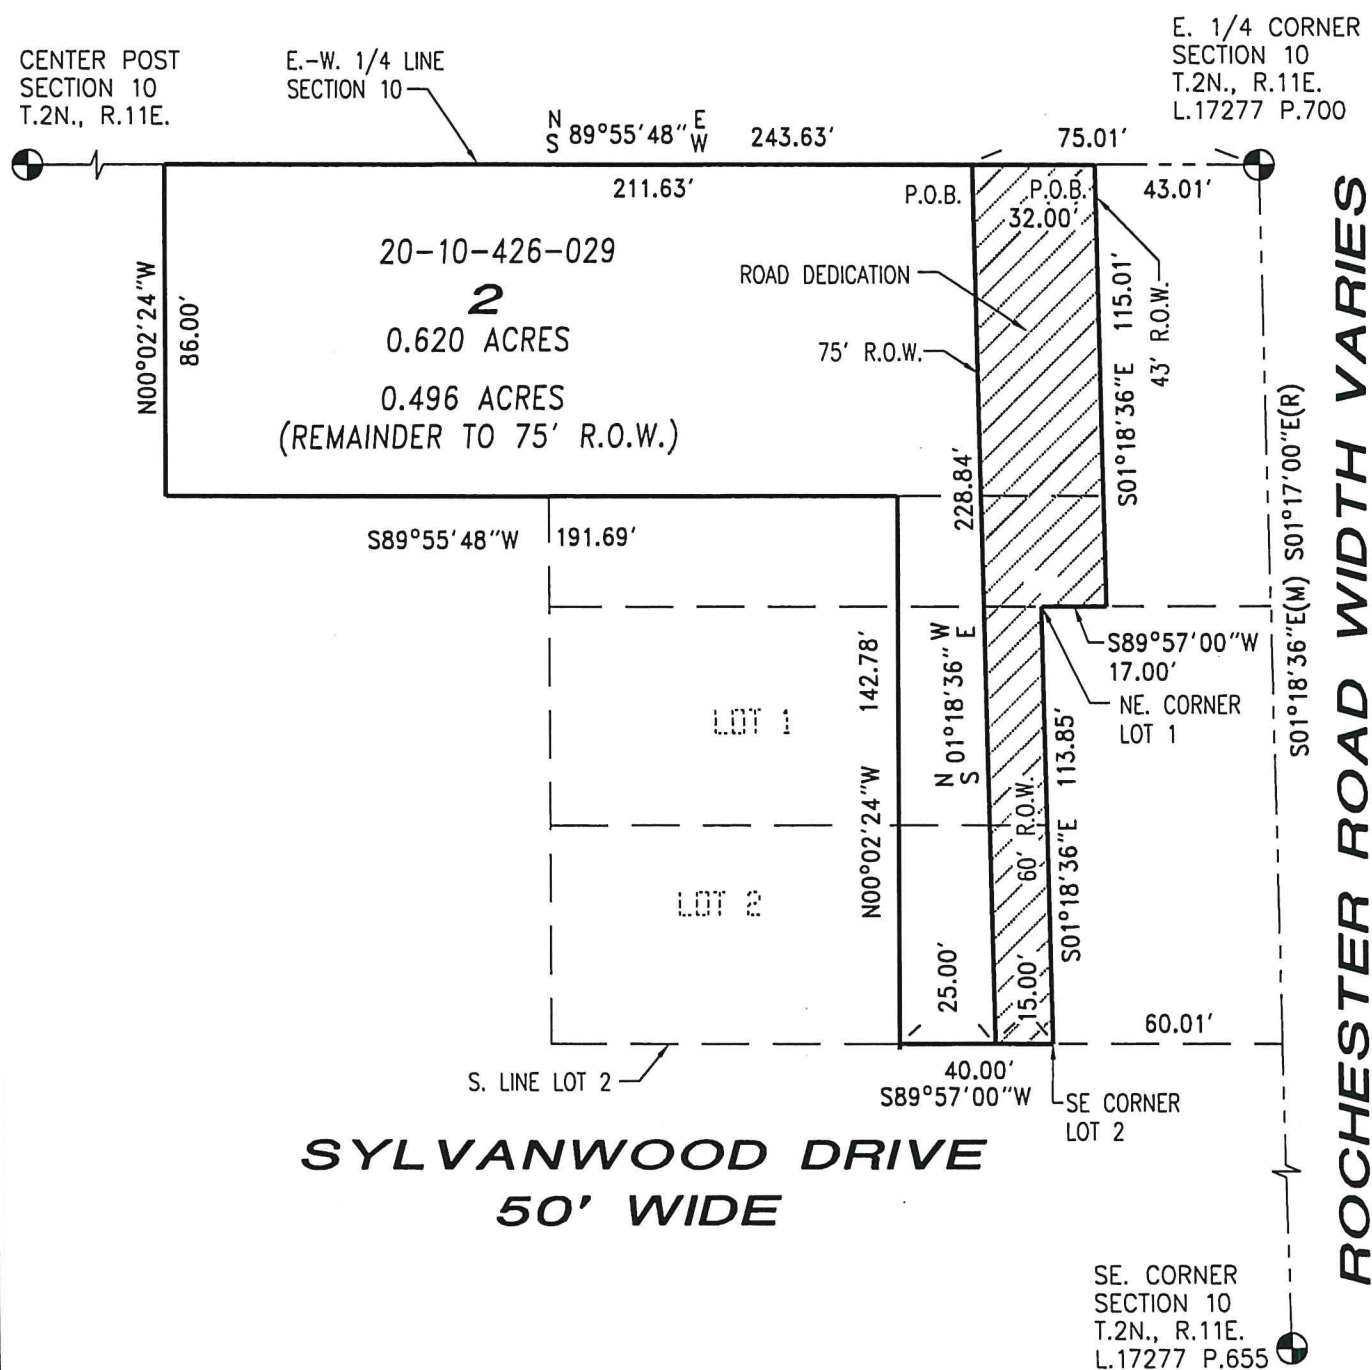 CENTER POST
SECTION 10
T.2N., R.11E.
E.-W. 1/4 LINE
SECTION 10
E. 1/4 CORNER
SECTION 10
T.2N., R.11E.
L.17277 P.700
N
S 89°55'48" E
W 243.63'
75.01'
211.63'
P.O.B.
P.O.B.
32.00'
43.01'
N00°02'24"W
86.00'
20-10-426-029
2
0.620 ACRES
0.496 ACRES
(REMAINDER TO 75' R.O.W.)
ROAD DEDICATION
75' R.O.W.
S01°18'36"E 115.01'
43' R.O.W.
228.84'
S89°55'48"W 191.69'
S01°18'36"E(M) S01°17'00"E(R)
ROCHESTER ROAD WIDTH VARIES
N00°02'24"W 142.78'
N
S 01°18'36" W
E
S89°57'00"W
17.00'
NE. CORNER
LOT 1
LOT 1
60' R.O.W.
S01°18'36"E 113.85'
LOT 2
25.00'
15.00'
60.01'
S. LINE LOT 2
40.00'
S89°57'00"W
SE CORNER
LOT 2
SYLVANWOOD DRIVE
50' WIDE
SE. CORNER
SECTION 10
T.2N., R.11E.
L.17277 P.655